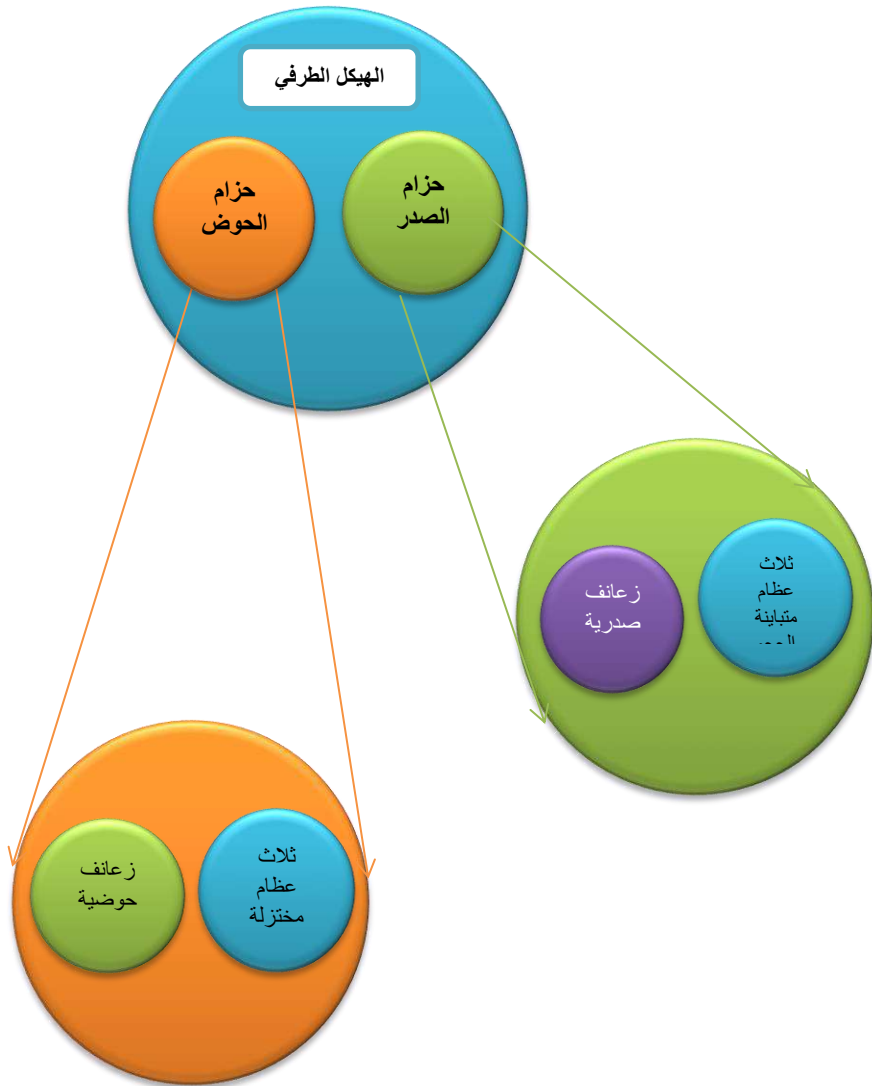 الهيكل الطرفي
حزام
الصدر
حزام
الحوض
ثلاث
عظام
متباينة
زعانف
صدرية
ثلاث
عظام
مختزلة
زعانف
حوضية